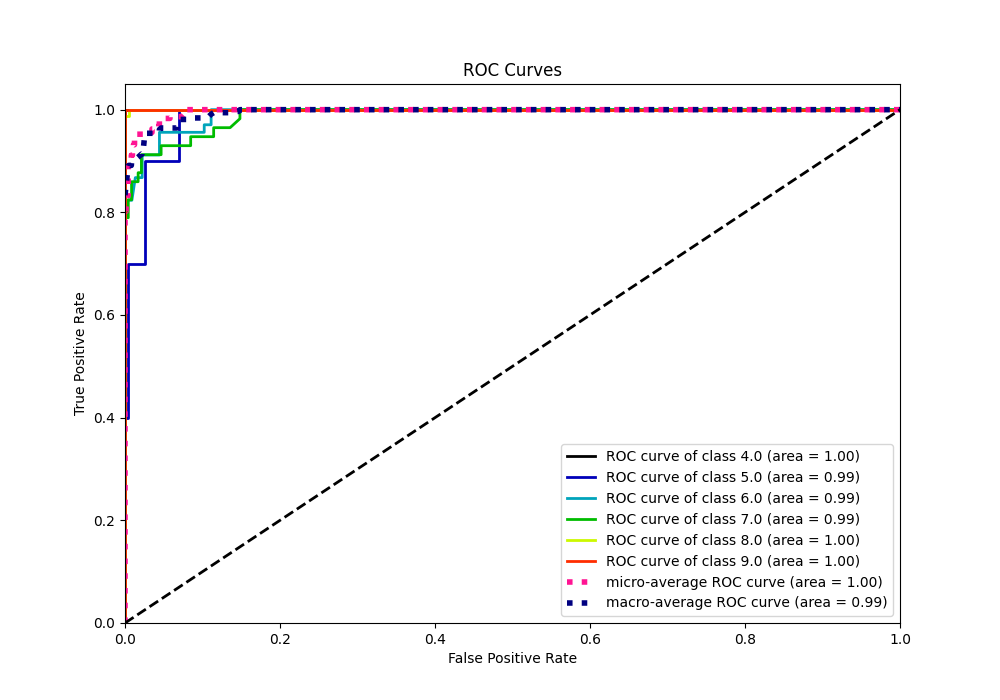 ROC Curves
True Positive Rate
1.0
0.8
0.6
0.4
0.2
0.0
0.0 0.2 0.4 0.6 0.8 1.0
False Positive Rate
ROC curve of class 4.0 (area = 1.00)
ROC curve of class 5.0 (area = 0.99)
ROC curve of class 6.0 (area = 0.99)
ROC curve of class 7.0 (area = 0.99)
ROC curve of class 8.0 (area = 1.00)
ROC curve of class 9.0 (area = 1.00)
micro-average ROC curve (area = 1.00)
macro-average ROC curve (area = 0.99)